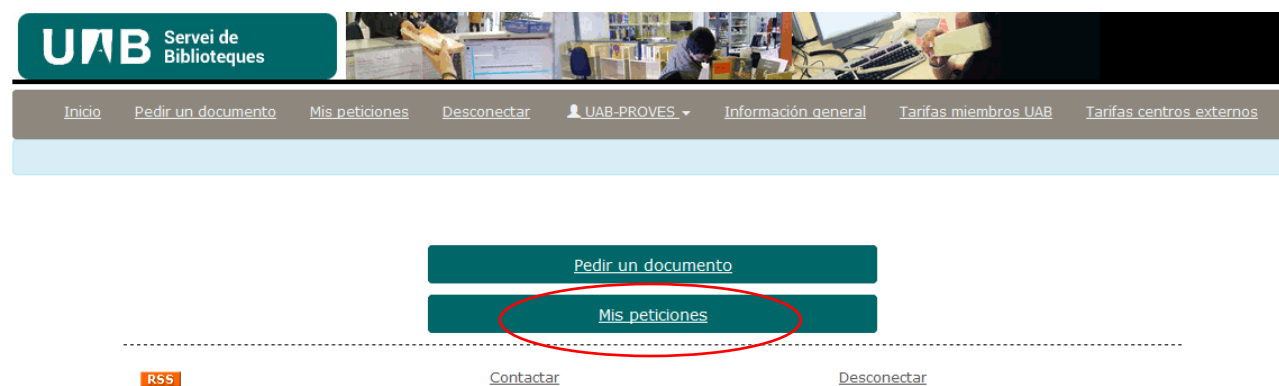 UAB Servei de
Biblioteques
Inicio Pedir un documento Mis peticiones Desconectar UAB-PROVES Información general Tarifas miembros UAB Tarifas centros externos
Pedir un documento
Mis peticiones
RSS Contactar Desconectar